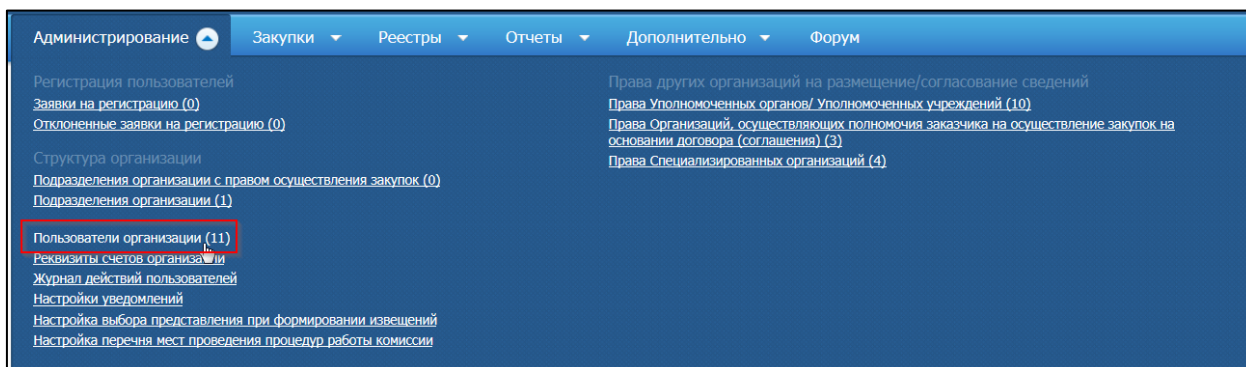 Администрирование Закупки Реестры Отчеты Дополнительно Форум
Регистрация пользователей
Заявки на регистрацию (0)
Отклоненные заявки на регистрацию (0)
Структура организации
Подразделения организации с правом осуществления закупок (0)
Подразделения организации (1)
Пользователи организации (11)
Реквизиты счетов организации
Журнал действий пользователей
Настройки уведомлений
Настройка выбора представления при формировании извещений
Настройка перечня мест проведения процедур работы комиссии
Права других организаций на размещение/согласование сведений
Права Уполномоченных органов/ Уполномоченных учреждений (10)
Права Организаций, осуществляющих полномочия заказчика на осуществление закупок на
основании договора (соглашения) (3)
Права Специализированных организаций (4)